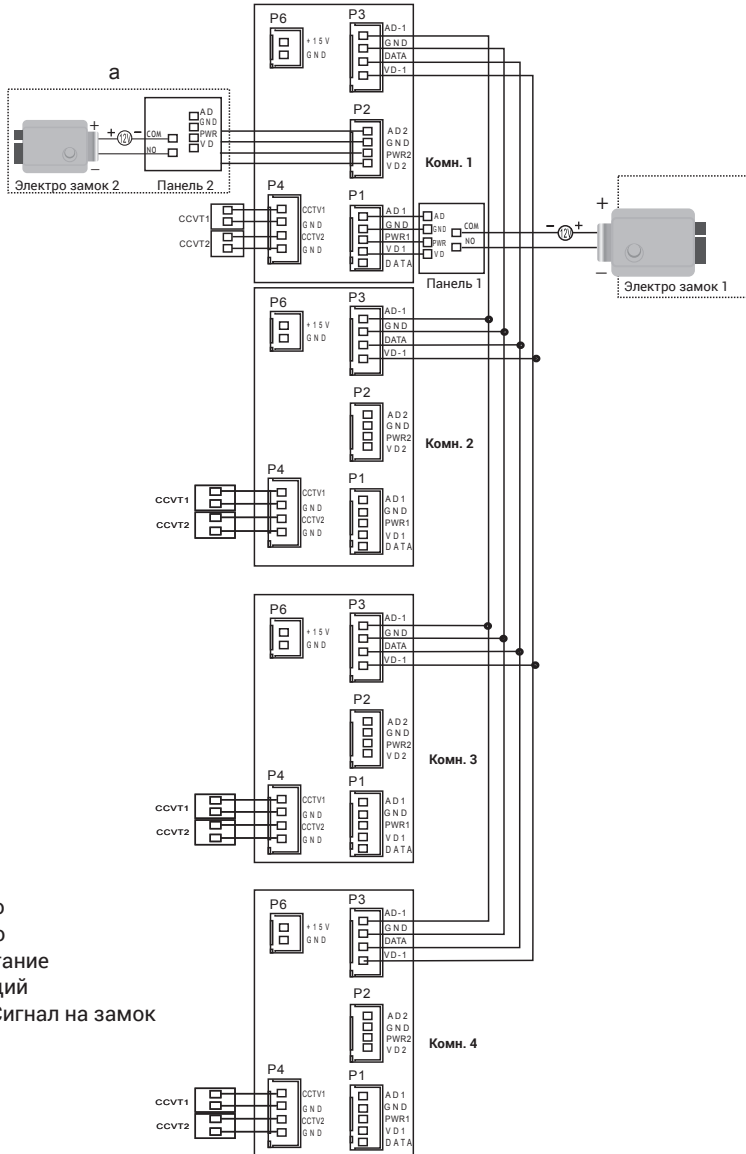 P6
+15V
GND
P3
AD-1
GND
DATA
VD-1
a
+
12V
-
COM
NO
AD
GND
PWR
VD
-
Электро замок 2
Панель 2
P2
AD2
GND
PWR2
VD2
Комн. 1
P4
CCTV1
GND
CCTV2
GND
CCVT1
CCVT2
P1
AD1
GND
PWR1
VD1
DATA
AD
GND
PWR
VD
COM
NO
Панель 1
-
12V
+
+
-
Электро замок 1
P6
+15V
GND
P3
AD-1
GND
DATA
VD-1
P2
AD2
GND
PWR2
VD2
Комн. 2
P4
CCTV1
GND
CCTV2
GND
CCVT1
CCVT2
P1
AD1
GND
PWR1
VD1
DATA
P6
+15V
GND
P3
AD-1
GND
DATA
VD-1
P2
AD2
GND
PWR2
VD2
Комн. 3
P4
CCTV1
GND
CCTV2
GND
CCVT1
CCVT2
P1
AD1
GND
PWR1
VD1
DATA
о
о
тание
ций
Сигнал на замок
P6
+15V
GND
P3
AD-1
GND
DATA
VD-1
P2
AD2
GND
PWR2
VD2
Комн. 4
P4
CCTV1
GND
CCTV2
GND
CCVT1
CCVT2
P1
AD1
GND
PWR1
VD1
DATA